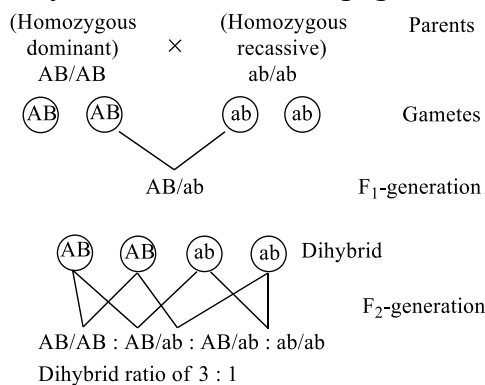 (Homozygous (Homozygous Parents
dominant) × recassive)
AB/AB ab/ab
AB AB ab ab Gametes
AB/ab F₁-generation
AB AB ab ab Dihybrid
F₂-generation
AB/AB : AB/ab : AB/ab : ab/ab
Dihybrid ratio of 3 : 1